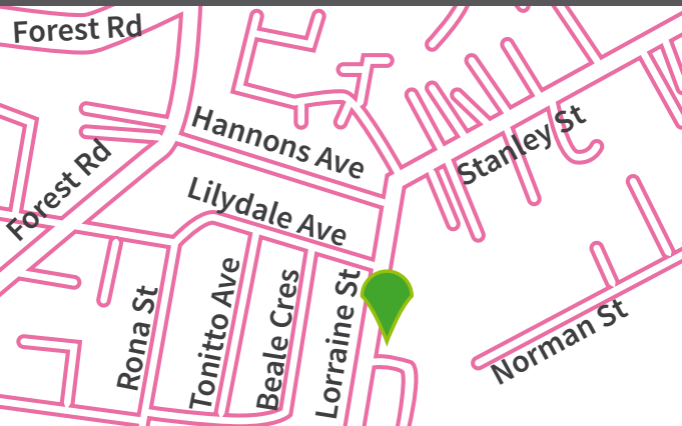 Forest Rd
Hannons Ave
Stanley St
Forest Rd
Lilydale Ave
Rona St
Tonitto Ave
Beale Cres
Lorraine St
Norman St